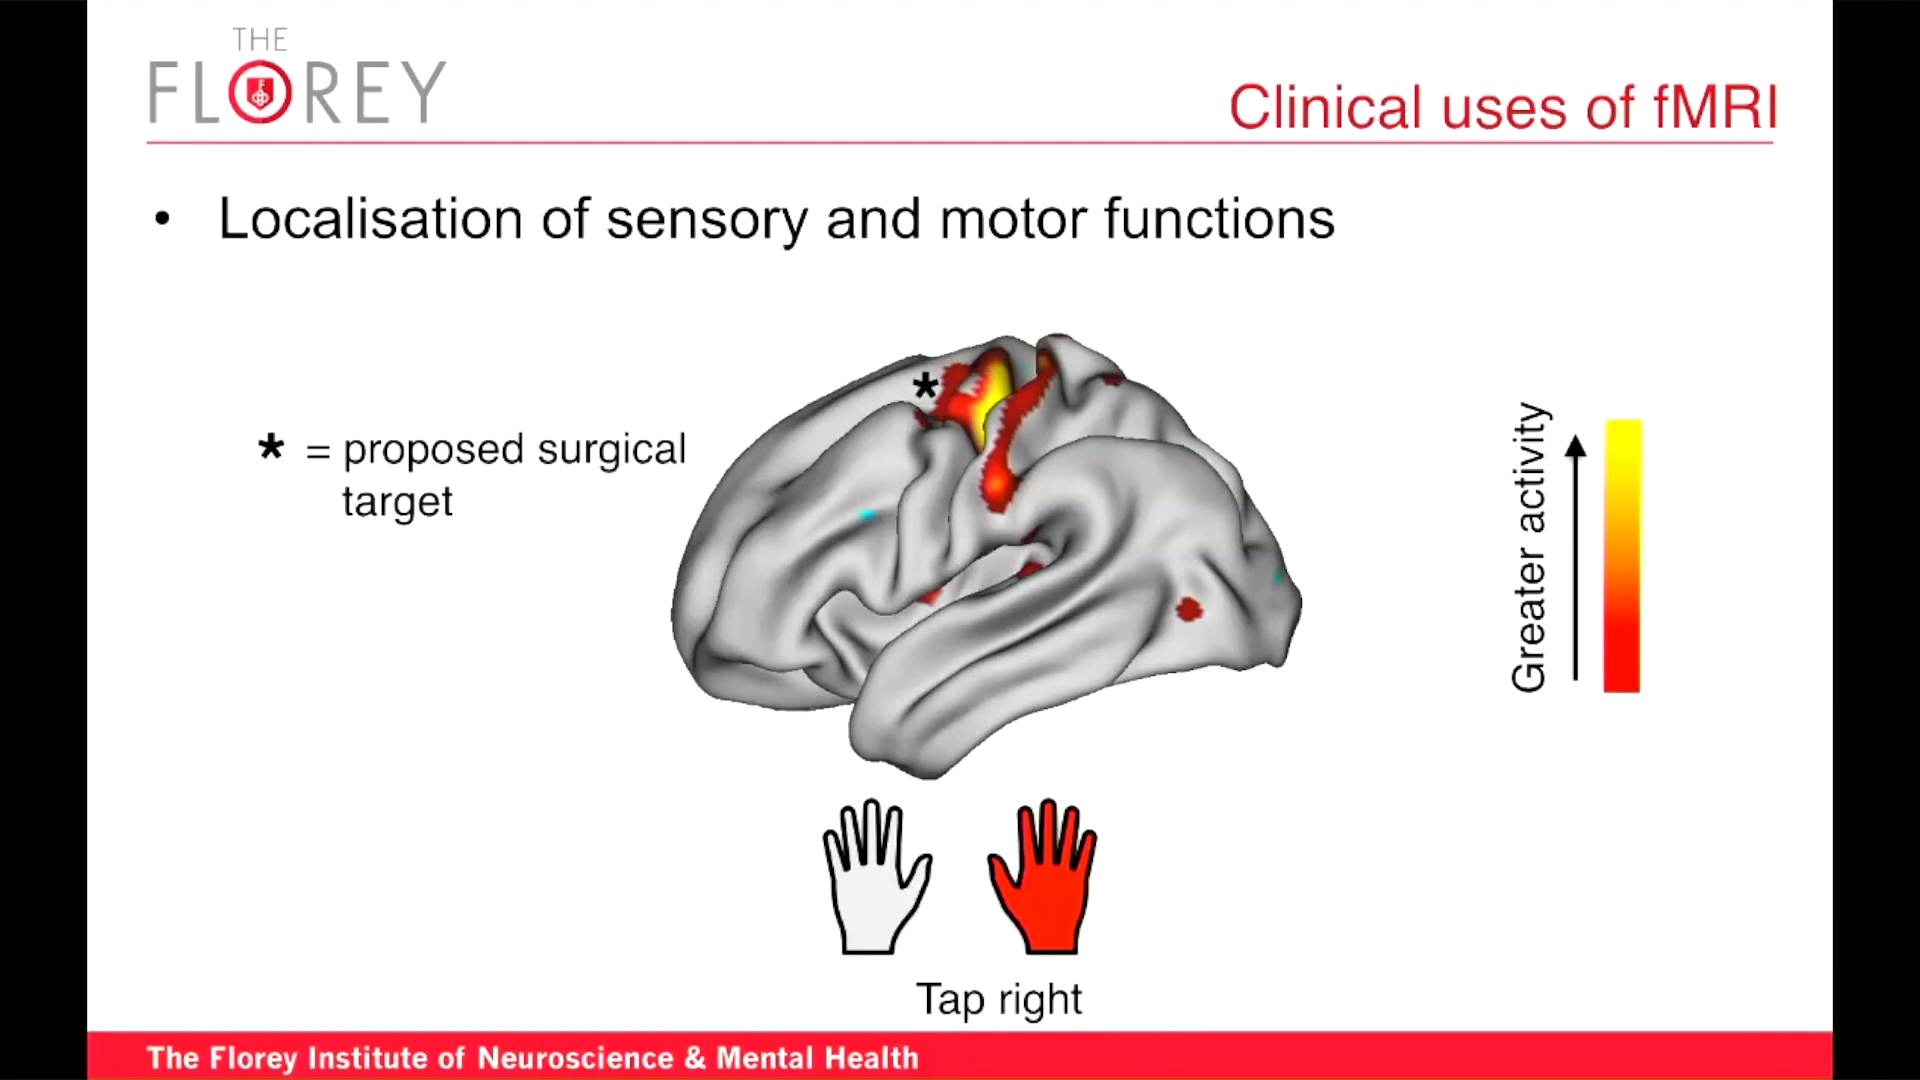 THE
FLOREY
Clinical uses of fMRI
• Localisation of sensory and motor functions
*
* = proposed surgical
target
Greater activity
Tap right
The Florey Institute of Neuroscience & Mental Health